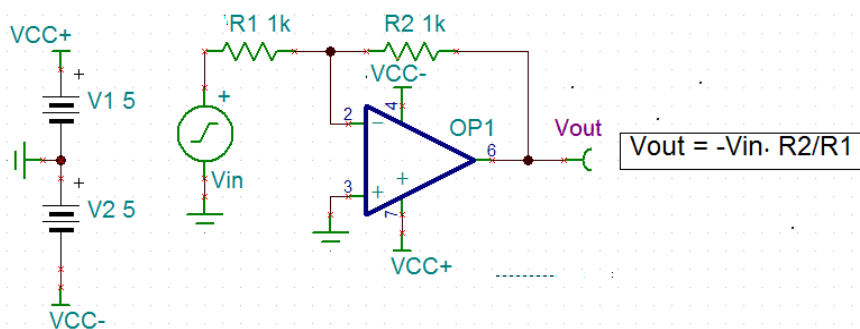 R1 1k
R2 1k
VCC+
VCC-
+
V1 5
+
4
2
-
OP1
Vout
6
Vout = -Vin. R2/R1
+
V2 5
Vin
3
+
+
7
VCC+
VCC-